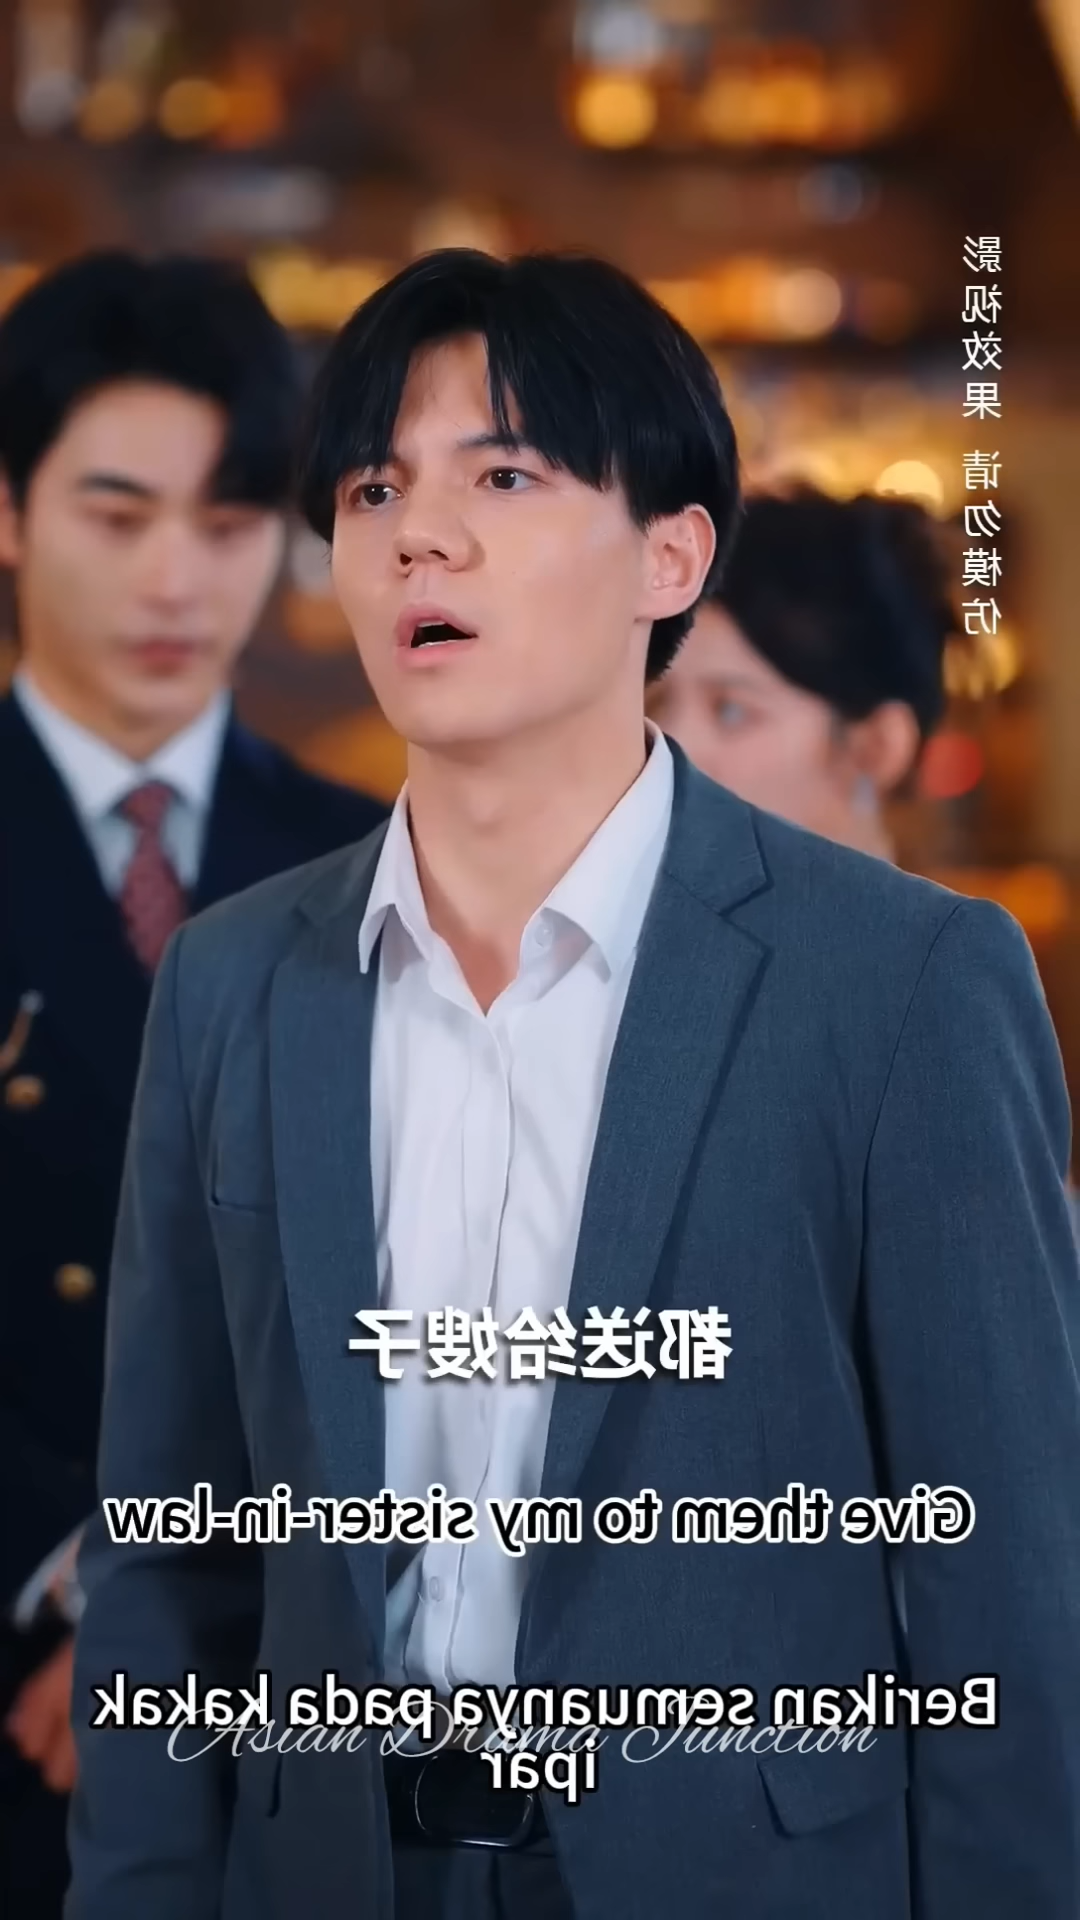 影视效果 请勿模仿
都送给嫂子
Give them to my sister-in-law
Berikan semuanya pada kakak
ipar
Asian Drama Junction